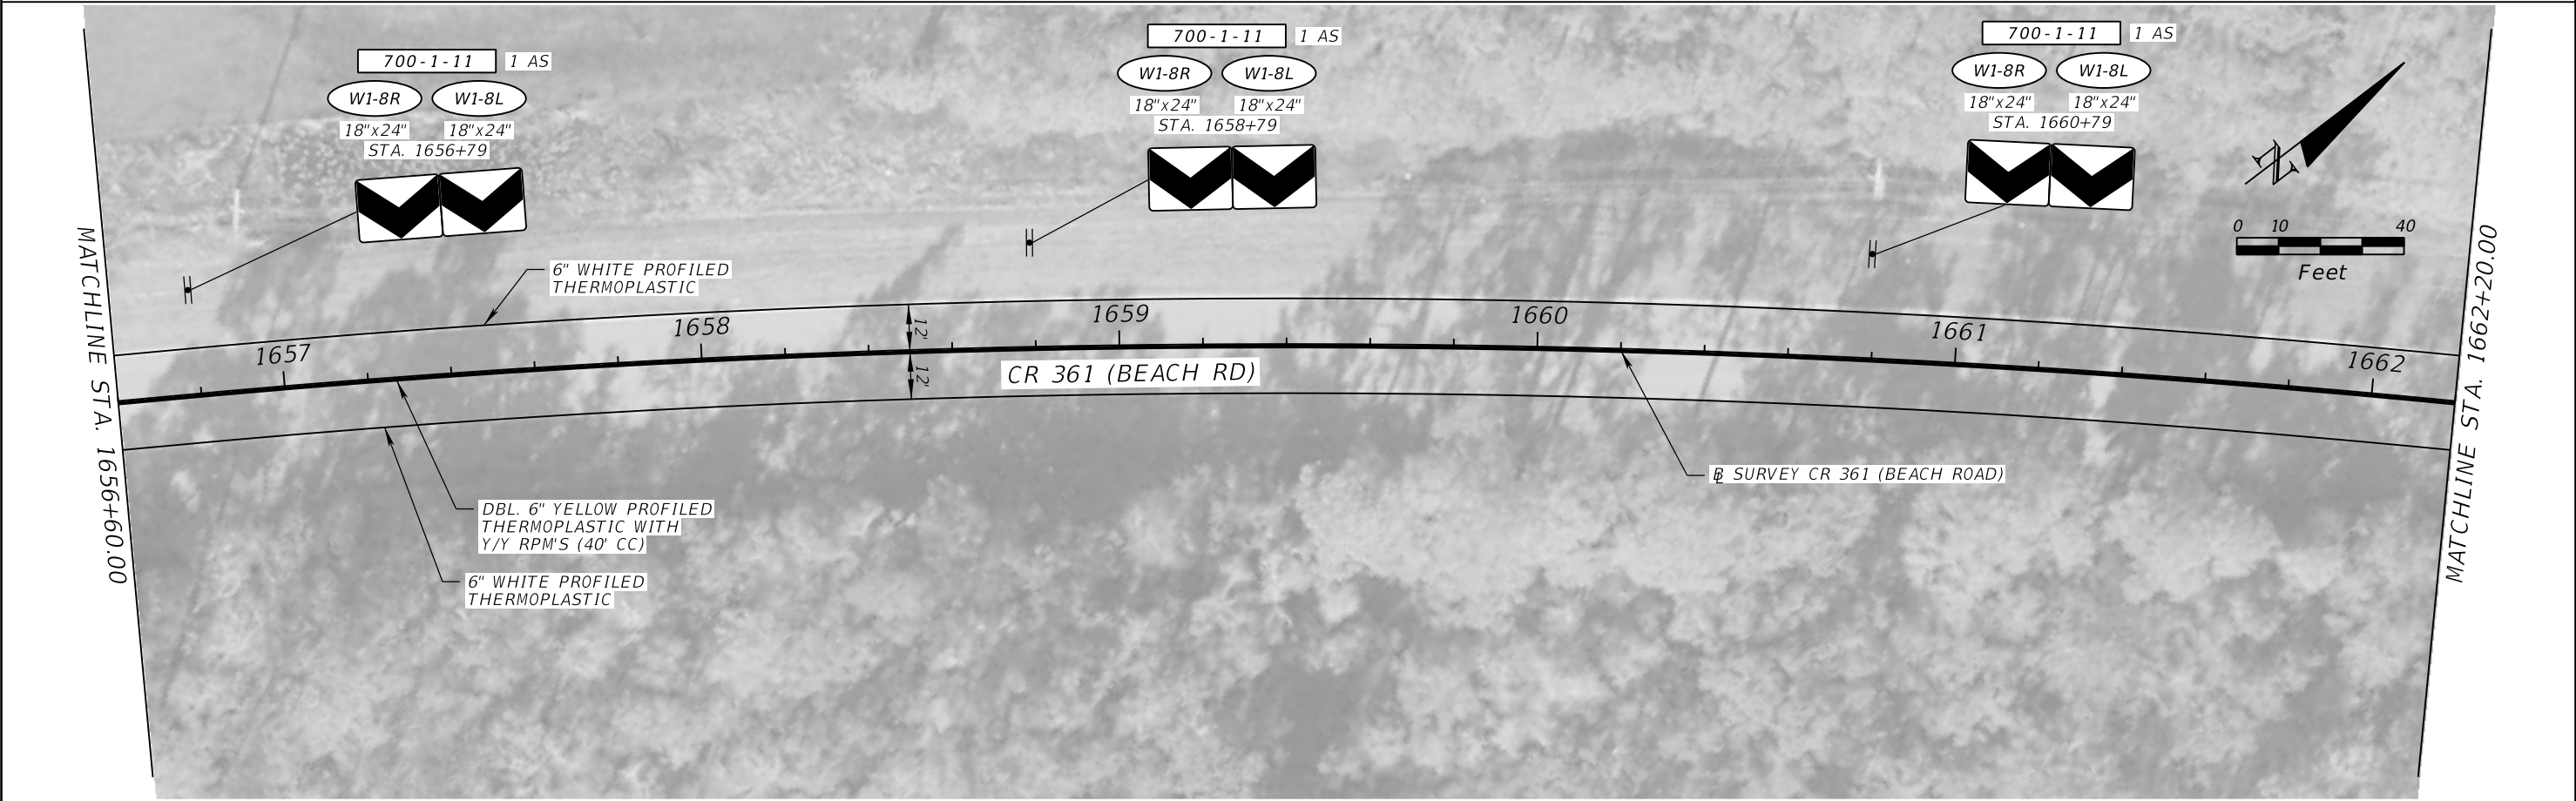 700-1-11 1 AS
W1-8R W1-8L
18"x24" 18"x24"
STA. 1656+79
700-1-11 1 AS
W1-8R W1-8L
18"x24" 18"x24"
STA. 1658+79
700-1-11 1 AS
W1-8R W1-8L
18"x24" 18"x24"
STA. 1660+79
N
0 10 40
Feet
MATCHLINE STA. 1656+60.00
MATCHLINE STA. 1662+20.00
6" WHITE PROFILED
THERMOPLASTIC
1657 1658 1659 1660 1661 1662
12'
12'
CR 361 (BEACH RD)
℄ SURVEY CR 361 (BEACH ROAD)
DBL. 6" YELLOW PROFILED
THERMOPLASTIC WITH
Y/Y RPM'S (40' CC)
6" WHITE PROFILED
THERMOPLASTIC